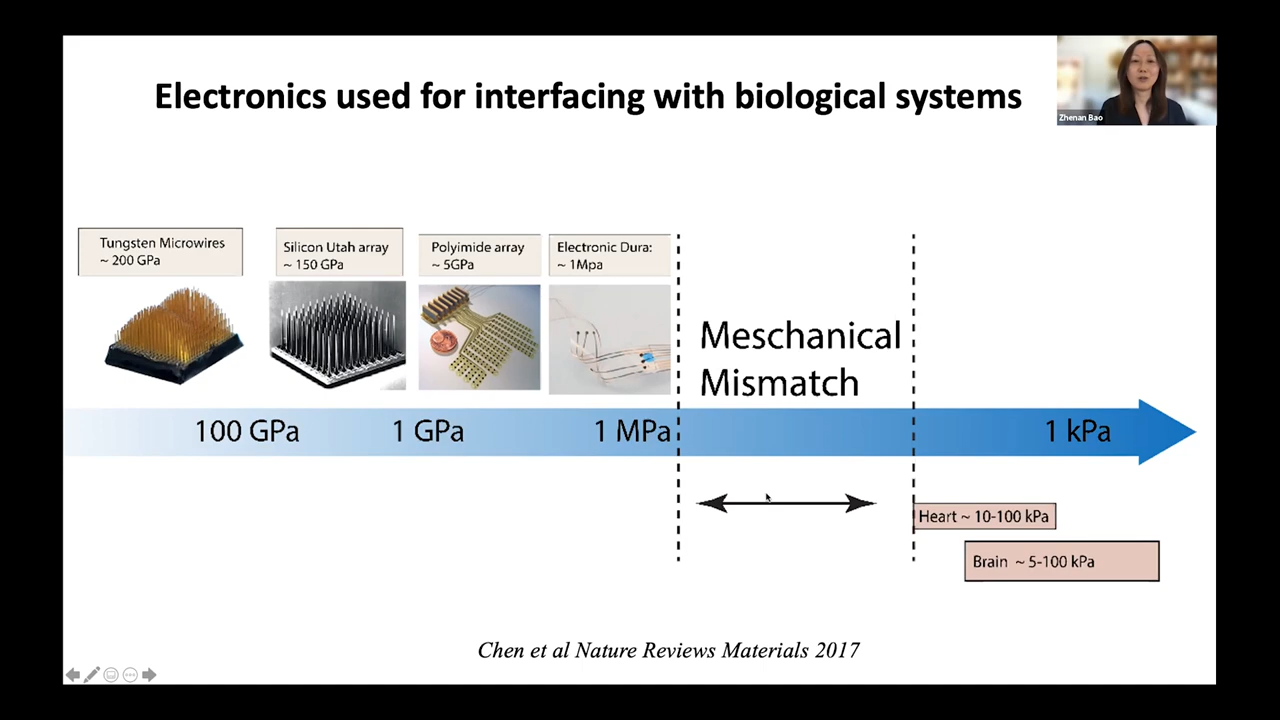 Electronics used for interfacing with biological systems
Zhenan Bao
Tungsten Microwires
~ 200 GPa
Silicon Utah array
~ 150 GPa
Polyimide array
~ 5GPa
Electronic Dura:
~ 1Mpa
Meschanical
Mismatch
100 GPa
1 GPa
1 MPa
1 kPa
Heart ~ 10-100 kPa
Brain ~ 5-100 kPa
Chen et al Nature Reviews Materials 2017